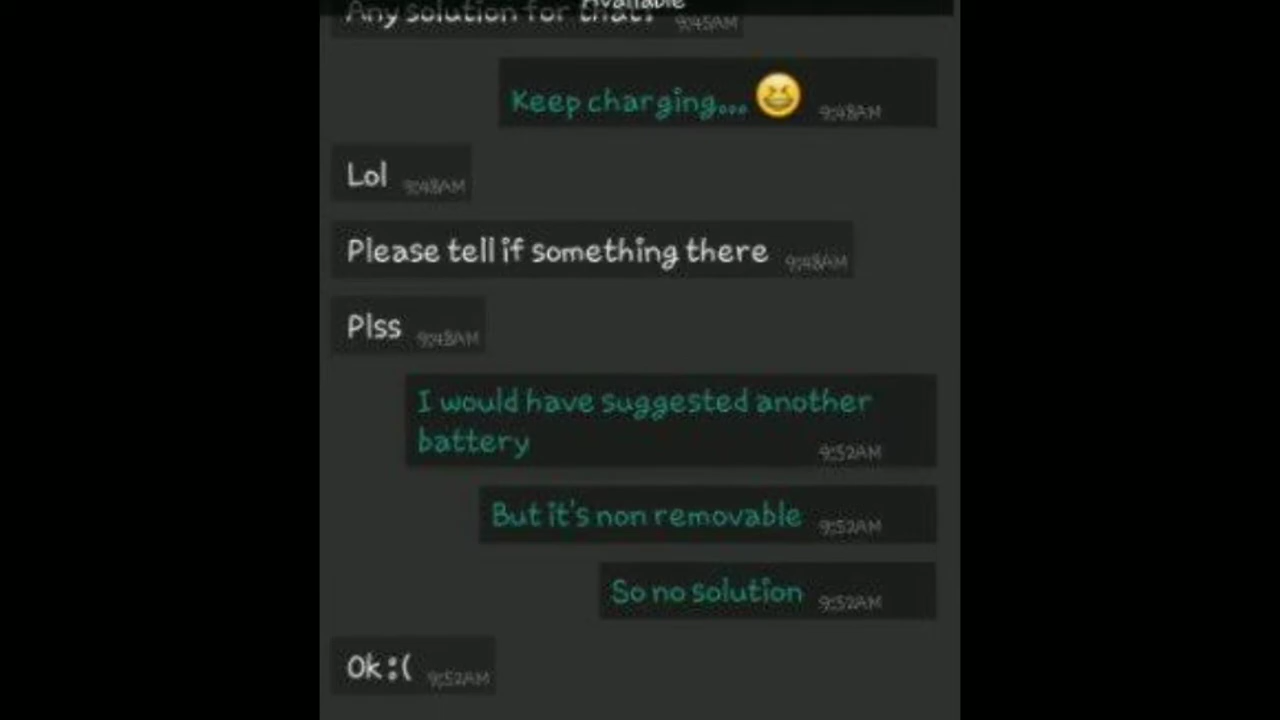 Available
Any solution for that? 9:45AM
Keep charging... 😆 9:48AM
Lol 9:48AM
Please tell if something there 9:48AM
Plss 9:48AM
I would have suggested another
battery 9:52AM
But it's non removable 9:52AM
So no solution 9:52AM
Ok :( 9:52AM